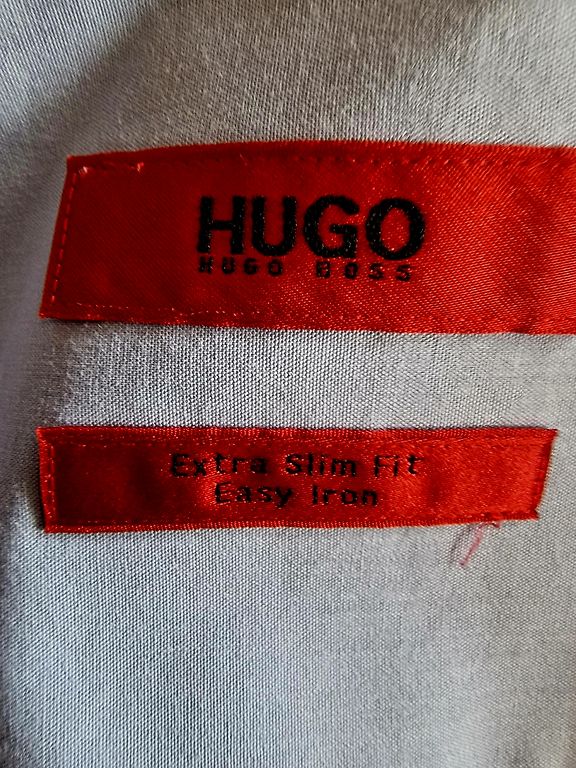 HUGO
HUGO BOSS
Extra Slim Fit
Easy Iron